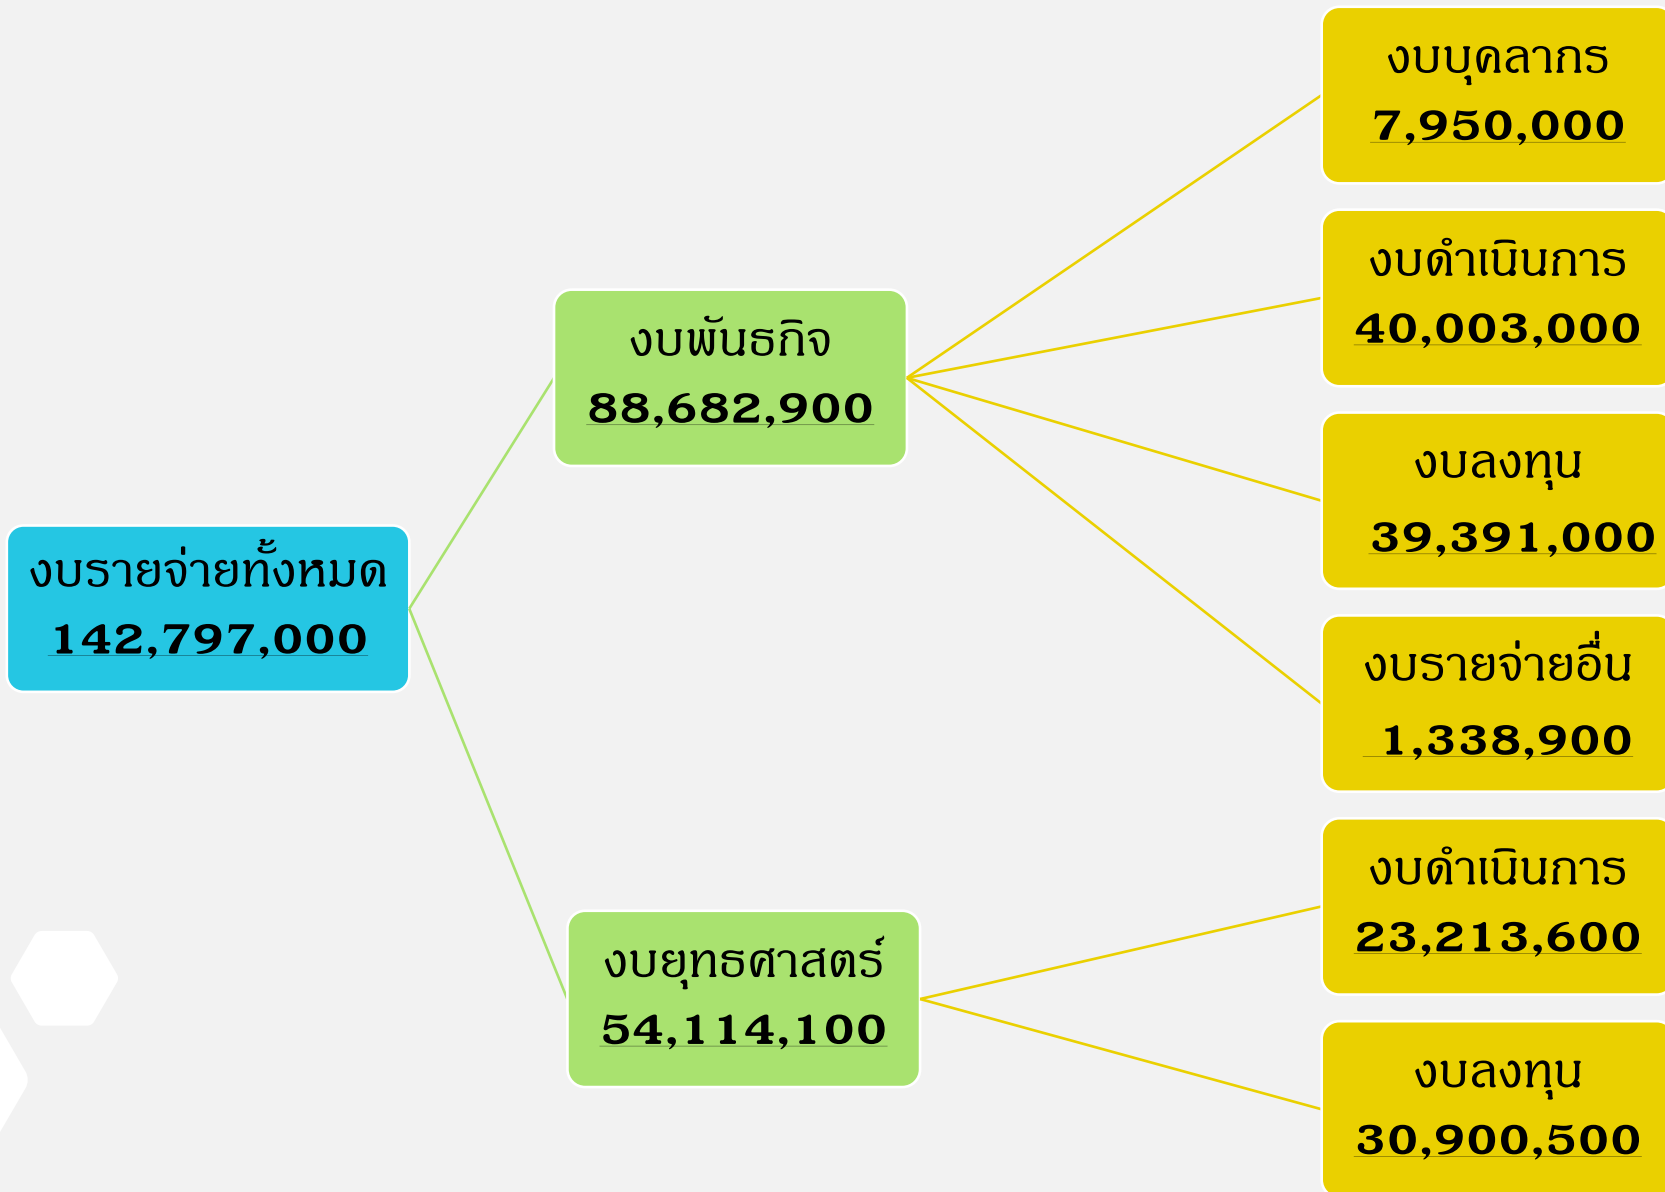 งบรายจ่ายทั้งหมด
142,797,000
งบพันธกิจ
88,682,900
งบยุทธศาสตร์
54,114,100
งบบุคลากร
7,950,000
งบดำเนินการ
40,003,000
งบลงทุน
39,391,000
งบรายจ่ายอื่น
1,338,900
งบดำเนินการ
23,213,600
งบลงทุน
30,900,500